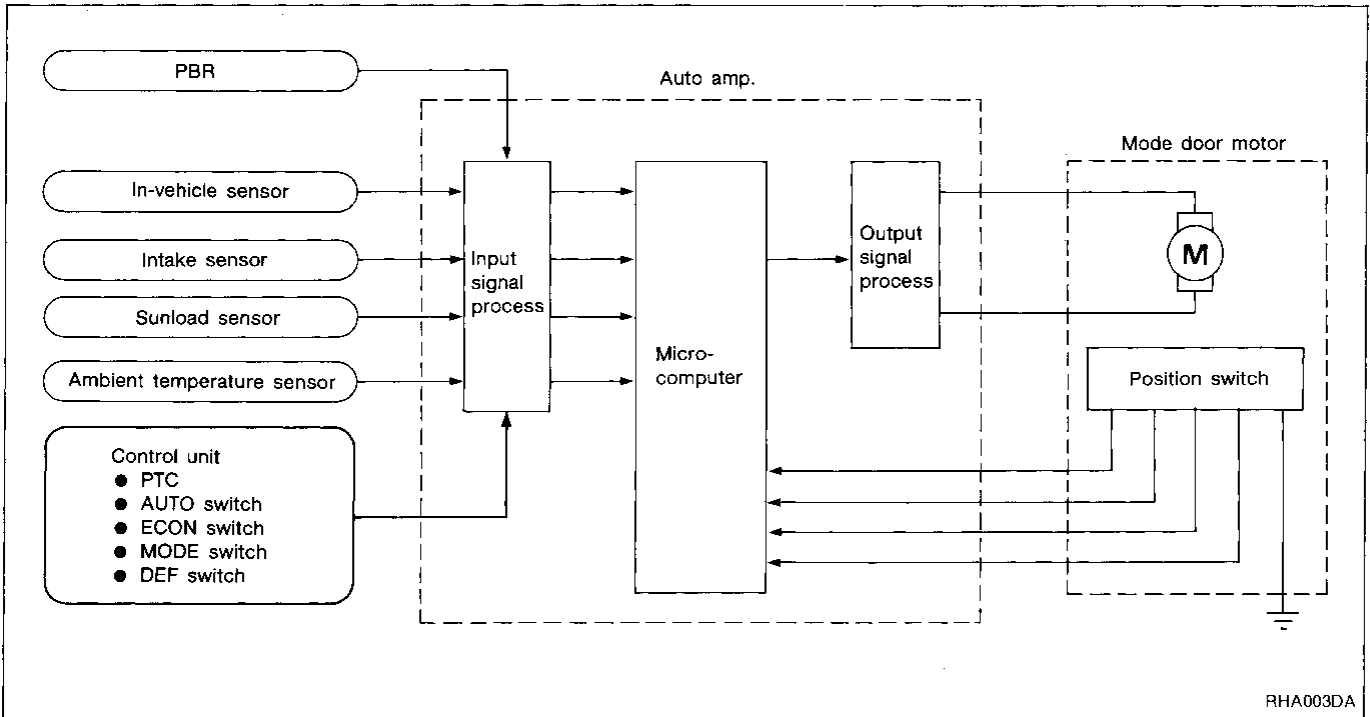 PBR
Auto amp.
Mode door motor
In-vehicle sensor
Intake sensor
Sunload sensor
Ambient temperature sensor
Input
signal
process
Micro-
computer
Output
signal
process
M
Position switch
Control unit
● PTC
● AUTO switch
● ECON switch
● MODE switch
● DEF switch
RHA003DA